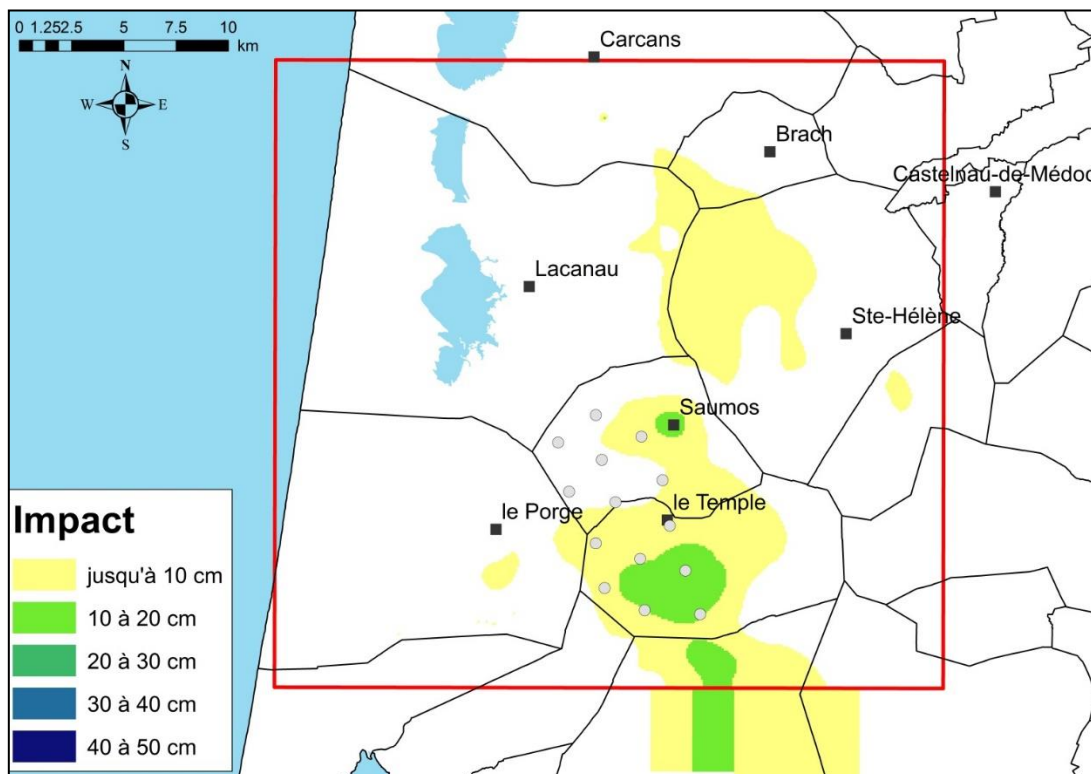 0 1.252.5 5 7.5 10
km
N
W E
S
Carcans
Brach
Castelnau-de-Médoc
Lacanau
Ste-Hélène
Saumos
le Porge
le Temple
Impact
jusqu'à 10 cm
10 à 20 cm
20 à 30 cm
30 à 40 cm
40 à 50 cm